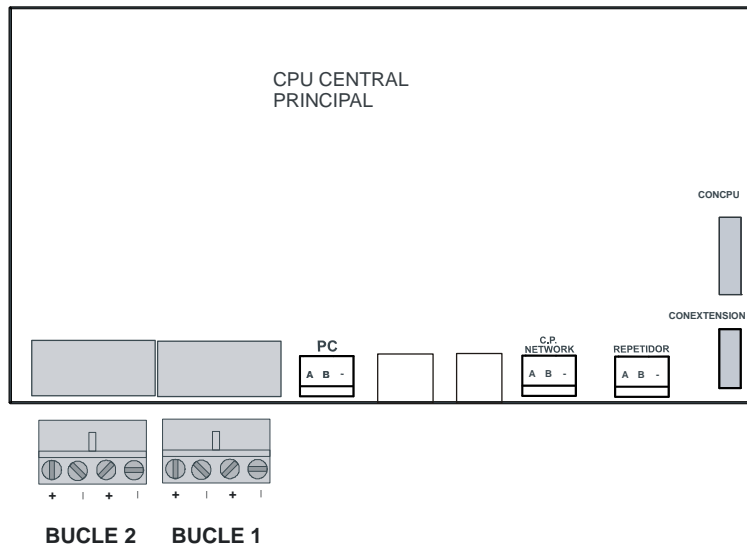 CPU CENTRAL
PRINCIPAL
CONCPU
CONEXTENSION
PC
A B -
C.P.
NETWORK
A B -
REPETIDOR
A B -
+ | + |
+ | + |
BUCLE 2
BUCLE 1